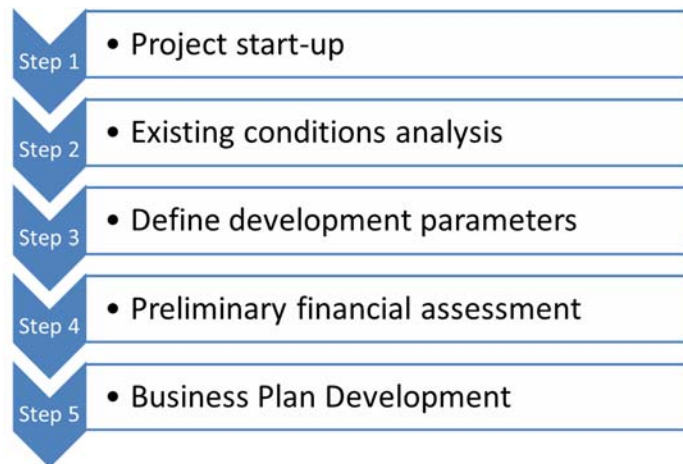 Step 1
• Project start-up
Step 2
• Existing conditions analysis
Step 3
• Define development parameters
Step 4
• Preliminary financial assessment
Step 5
• Business Plan Development